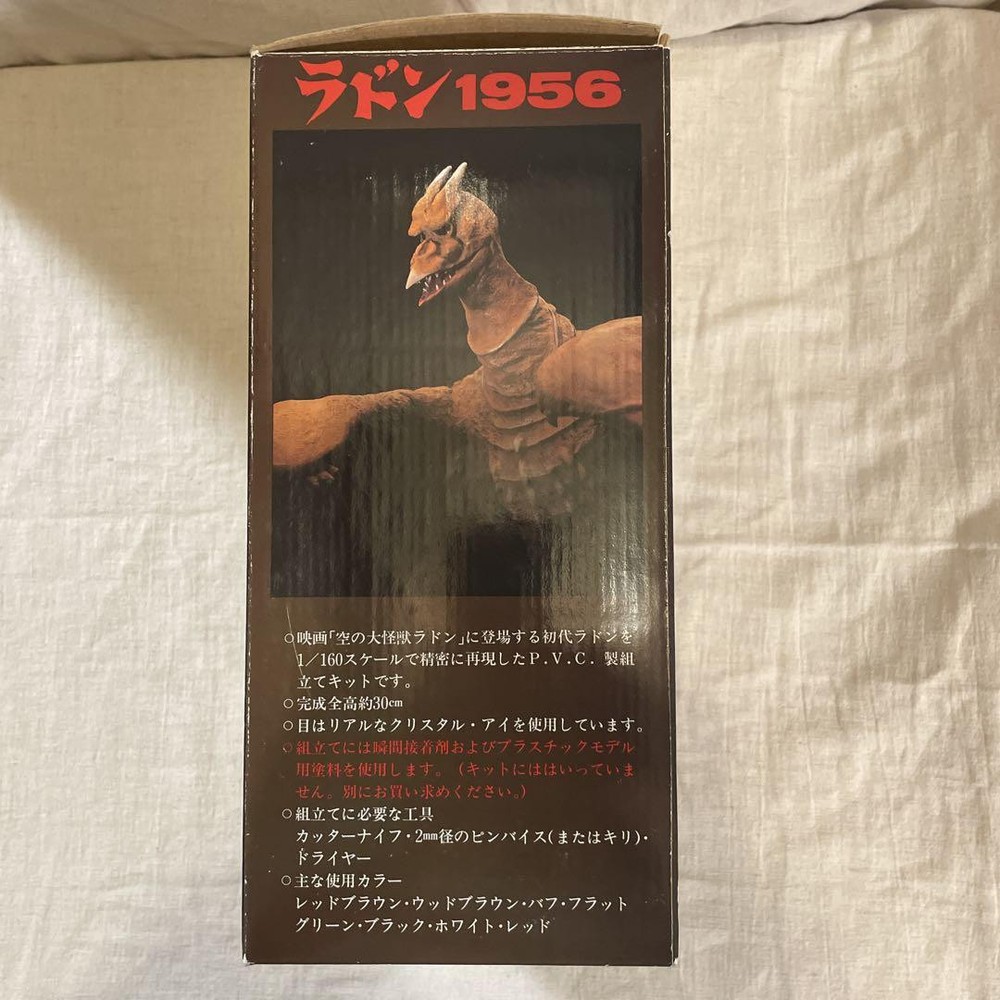 ラドン1956
○映画「空の大怪獣ラドン」に登場する初代ラドンを
1／160スケールで精密に再現したP.V.C.製組
立てキットです。
○完成全高約30cm
○目はリアルなクリスタル・アイを使用しています。
○組立てには瞬間接着剤およびプラスチックモデル
用塗料を使用します。（キットにははいっていま
せん。別にお買い求めください。）
○組立てに必要な工具
カッターナイフ・2mm径のピンバイス(またはキリ)・
ドライヤー
○主な使用カラー
レッドブラウン・ウッドブラウン・バフ・フラット
グリーン・ブラック・ホワイト・レッド